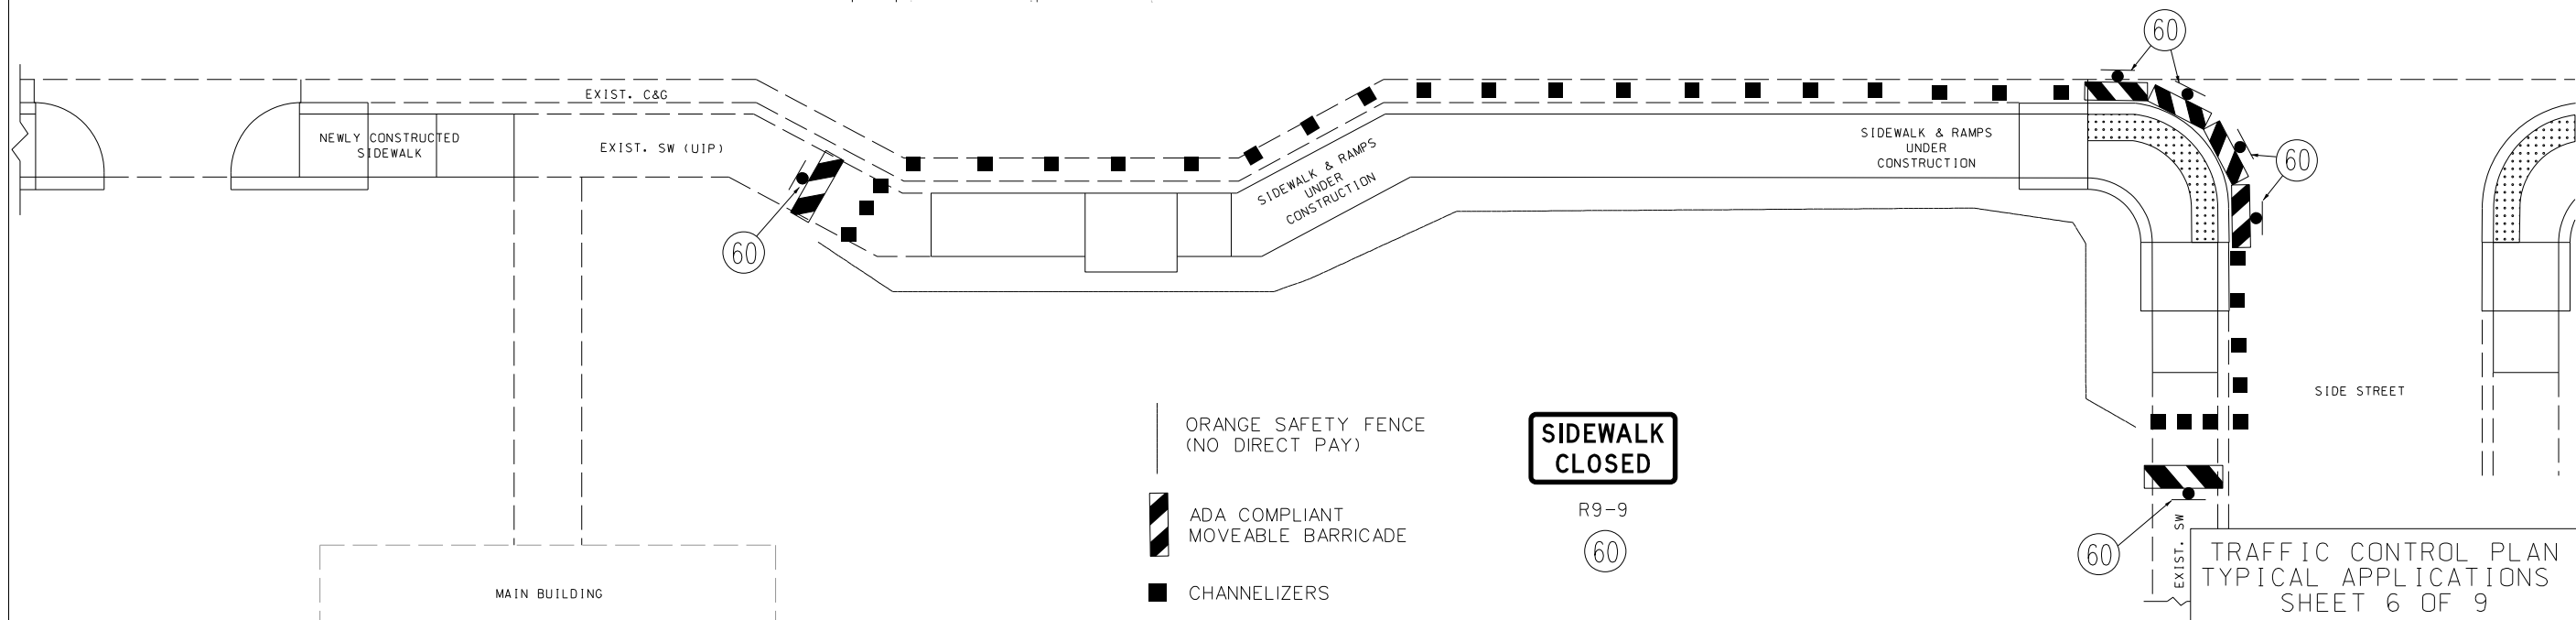 60
EXIST. C&G
NEWLY CONSTRUCTED
SIDEWALK
EXIST. SW (UIP)
SIDEWALK & RAMPS
UNDER
CONSTRUCTION
SIDEWALK & RAMPS
UNDER
CONSTRUCTION
60
60
SIDE STREET
ORANGE SAFETY FENCE
(NO DIRECT PAY)
SIDEWALK
CLOSED
R9-9
60
ADA COMPLIANT
MOVEABLE BARRICADE
CHANNELIZERS
MAIN BUILDING
60
EXIST. SW
TRAFFIC CONTROL PLAN
TYPICAL APPLICATIONS
SHEET 6 OF 9